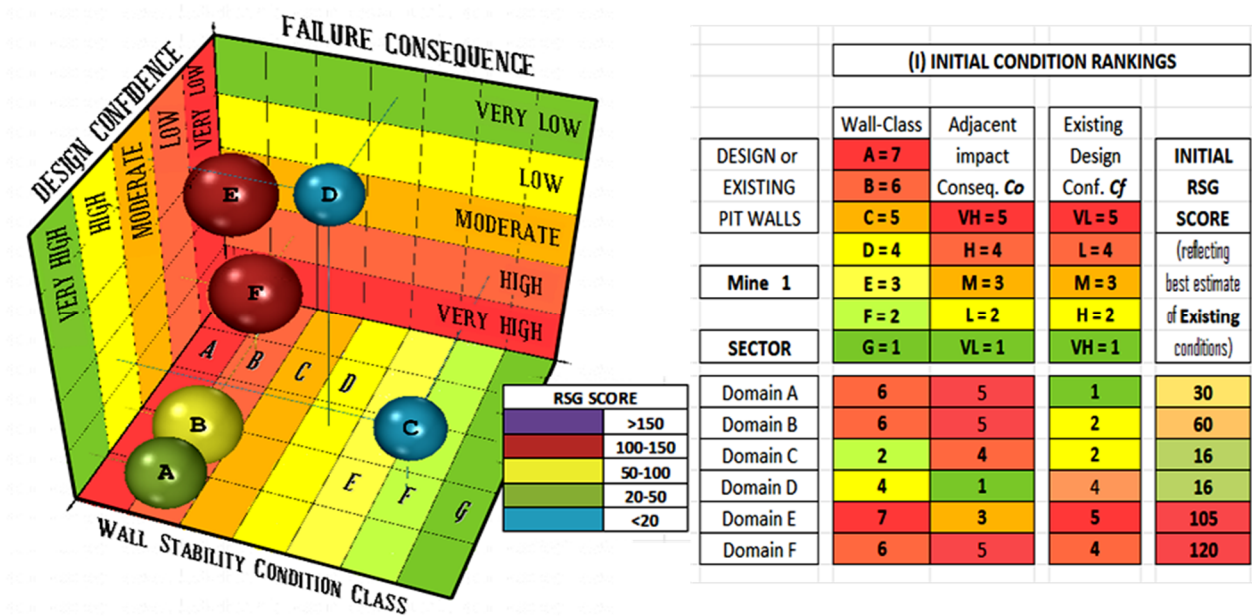 FAILURE CONSEQUENCE
DESIGN CONFIDENCE
VERY LOW
LOW
MODERATE
HIGH
VERY HIGH
VERY LOW
LOW
MODERATE
HIGH
VERY HIGH
E
D
F
B
A
C
A
B
C
D
E
F
G
WALL STABILITY CONDITION CLASS
RSG SCORE
>150
100-150
50-100
20-50
<20
(I) INITIAL CONDITION RANKINGS
Wall-Class Adjacent Existing
DESIGN or A = 7 impact Design INITIAL
EXISTING B = 6 Conseq. Co Conf. Cf RSG
PIT WALLS C = 5 VH = 5 VL = 5 SCORE
D = 4 H = 4 L = 4 (reflecting
Mine 1 E = 3 M = 3 M = 3 best estimate
F = 2 L = 2 H = 2 of Existing
SECTOR G = 1 VL = 1 VH = 1 conditions)
Domain A 6 5 1 30
Domain B 6 5 2 60
Domain C 2 4 2 16
Domain D 4 1 4 16
Domain E 7 3 5 105
Domain F 6 5 4 120